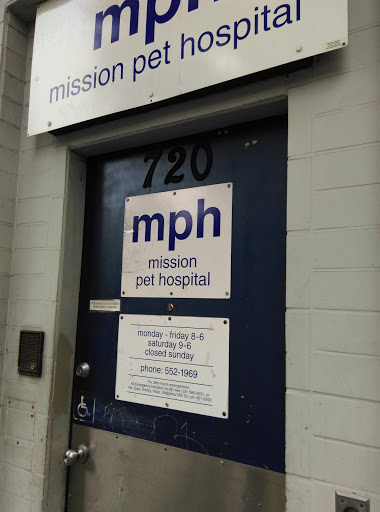 mph
mission pet hospital
720
mph
mission
pet hospital
monday - friday 8-6
saturday 9-6
closed sunday
phone: 552-1969